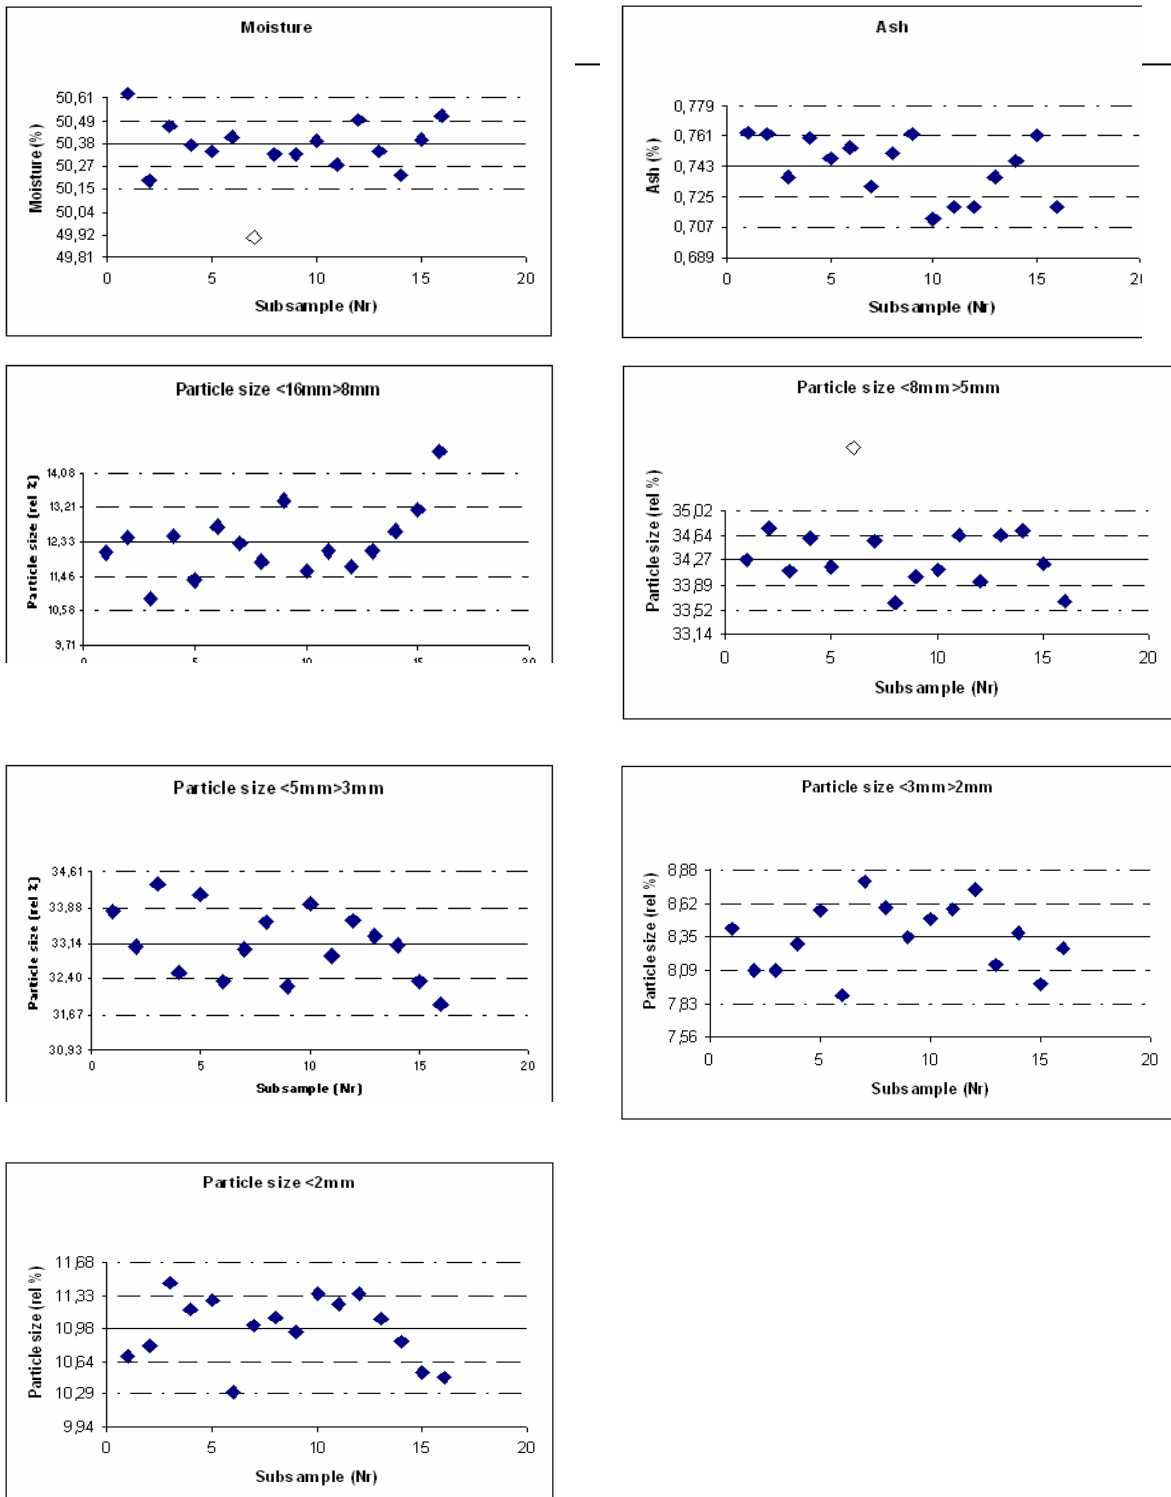 Moisture
50,61
50,49
50,38
50,27
50,15
50,04
49,92
49,81
Moisture (%)
0 5 10 15 20
Subsample (Nr)
Ash
0,779
0,761
0,743
0,725
0,707
0,689
Ash (%)
0 5 10 15 20
Subsample (Nr)
Particle size <16mm>8mm
14,08
13,21
12,33
11,46
10,58
9,71
Particle size (rel %)
0 5 10 15 20
Particle size <8mm>5mm
35,02
34,64
34,27
33,89
33,52
33,14
Particle size (rel %)
0 5 10 15 20
Subsample (Nr)
Particle size <5mm>3mm
34,61
33,88
33,14
32,40
31,67
30,93
Particle size (rel %)
0 5 10 15 20
Subsample (Nr)
Particle size <3mm>2mm
8,88
8,62
8,35
8,09
7,83
7,56
Particle size (rel %)
0 5 10 15 20
Subsample (Nr)
Particle size <2mm
11,68
11,33
10,98
10,64
10,29
9,94
Particle size (rel %)
0 5 10 15 20
Subsample (Nr)